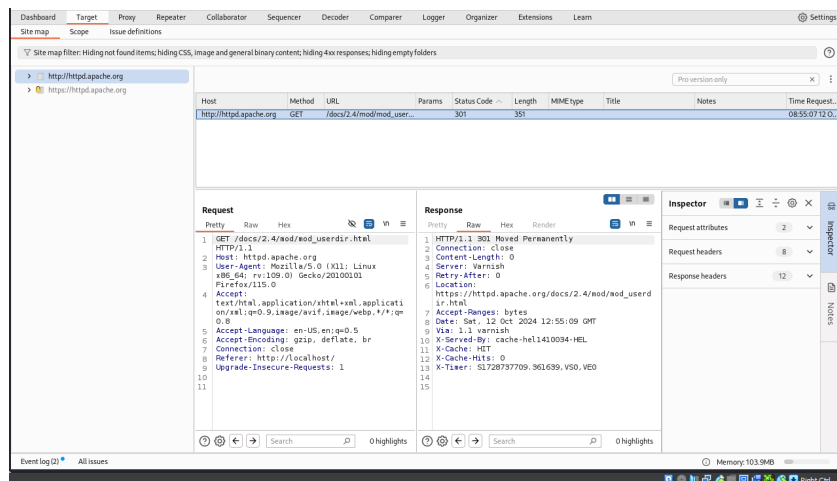 Dashboard Target Proxy Repeater Collaborator Sequencer Decoder Comparer Logger Organizer Extensions Learn Settings
Site map Scope Issue definitions
Site map filter: Hiding not found items; hiding CSS, image and general binary content; hiding 4xx responses; hiding empty folders
http://httpd.apache.org
https://httpd.apache.org
Pro version only
Host Method URL Params Status Code Length MIME type Title Notes Time Request...
http://httpd.apache.org GET /docs/2.4/mod/mod_user... 301 351 08:55:07 12 O...
Request
Pretty Raw Hex \n
1 GET /docs/2.4/mod/mod_userdir.html
HTTP/1.1
2 Host: httpd.apache.org
3 User-Agent: Mozilla/5.0 (X11; Linux
x86_64; rv:109.0) Gecko/20100101
Firefox/115.0
4 Accept:
text/html,application/xhtml+xml,applicati
on/xml;q=0.9,image/avif,image/webp,*/*;q=
0.8
5 Accept-Language: en-US,en;q=0.5
6 Accept-Encoding: gzip, deflate, br
7 Connection: close
8 Referer: http://localhost/
9 Upgrade-Insecure-Requests: 1
10
11
Search 0 highlights
Response
Pretty Raw Hex Render \n
1 HTTP/1.1 301 Moved Permanently
2 Connection: close
3 Content-Length: 0
4 Server: Varnish
5 Retry-After: 0
6 Location:
https://httpd.apache.org/docs/2.4/mod/mod_userd
ir.html
7 Accept-Ranges: bytes
8 Date: Sat, 12 Oct 2024 12:55:09 GMT
9 Via: 1.1 varnish
10 X-Served-By: cache-hel1410034-HEL
11 X-Cache: HIT
12 X-Cache-Hits: 0
13 X-Timer: S1728737709.361639,VS0,VE0
14
15
Search 0 highlights
Inspector
Request attributes 2
Request headers 8
Response headers 12
Inspector
Notes
Event log (2) All issues Memory: 103.9MB
Right Ctrl